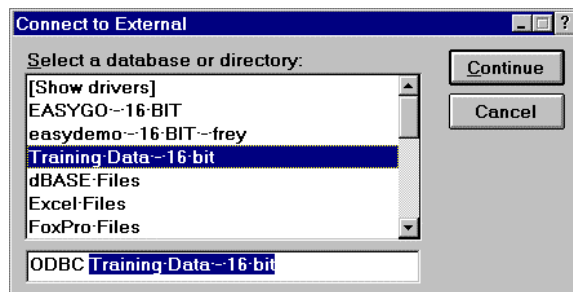 Connect to External
Select a database or directory:
[Show drivers]
EASYGO·-·16·BIT
easydemo·-·16·BIT·-·frey
Training·Data·-·16·bit
dBASE·Files
Excel·Files
FoxPro·Files
ODBC Training·Data·-·16·bit
Continue
Cancel